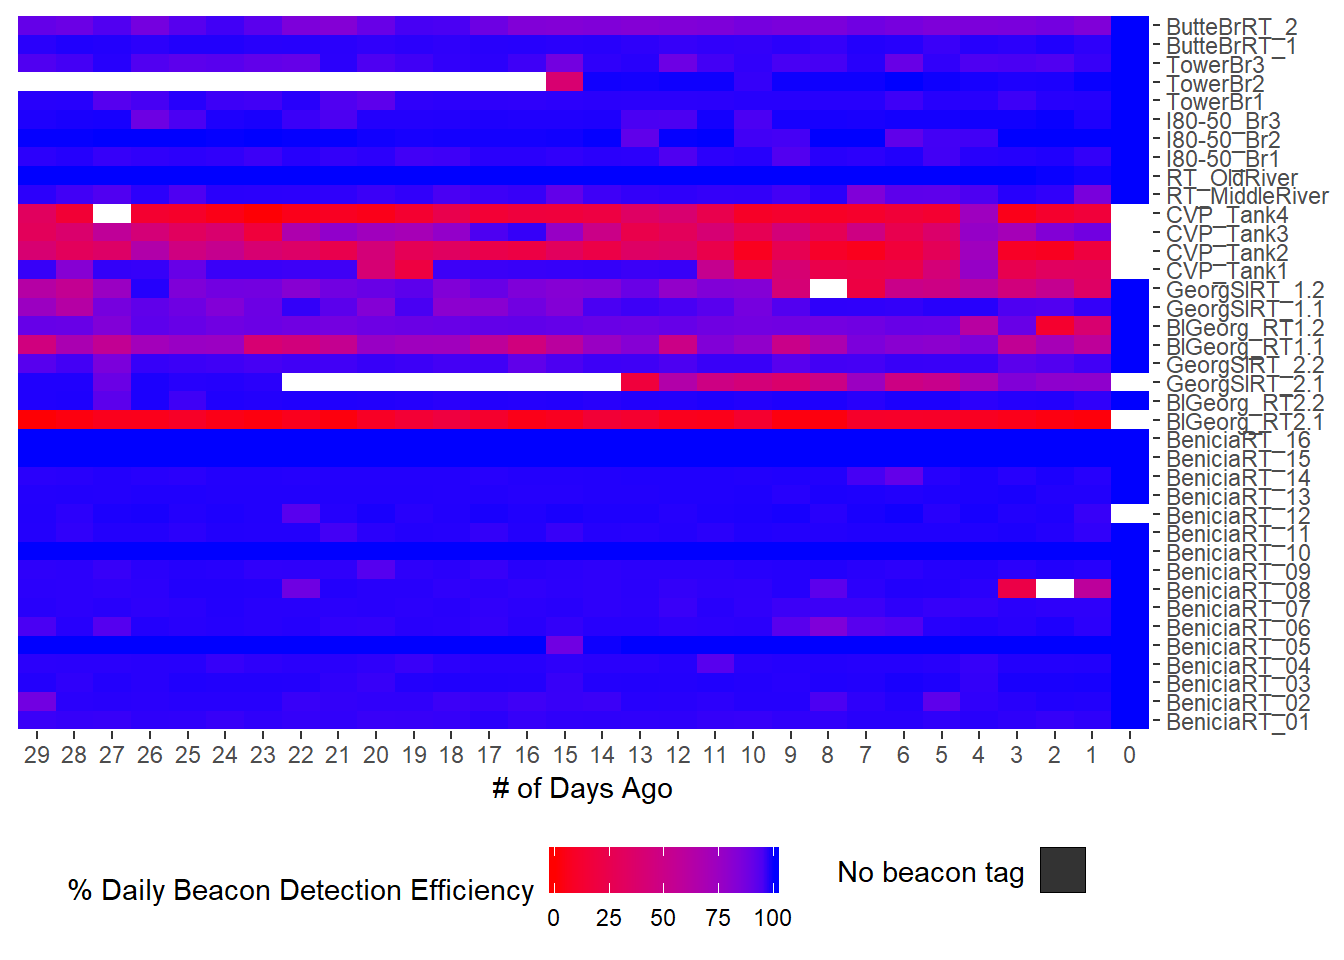 ButteBrRT_2
ButteBrRT_1
TowerBr3
TowerBr2
TowerBr1
I80-50_Br3
I80-50_Br2
I80-50_Br1
RT_OldRiver
RT_MiddleRiver
CVP_Tank4
CVP_Tank3
CVP_Tank2
CVP_Tank1
GeorgSlRT_1.2
GeorgSlRT_1.1
BlGeorg_RT1.2
BlGeorg_RT1.1
GeorgSlRT_2.2
GeorgSlRT_2.1
BlGeorg_RT2.2
BlGeorg_RT2.1
BeniciaRT_16
BeniciaRT_15
BeniciaRT_14
BeniciaRT_13
BeniciaRT_12
BeniciaRT_11
BeniciaRT_10
BeniciaRT_09
BeniciaRT_08
BeniciaRT_07
BeniciaRT_06
BeniciaRT_05
BeniciaRT_04
BeniciaRT_03
BeniciaRT_02
BeniciaRT_01
29 28 27 26 25 24 23 22 21 20 19 18 17 16 15 14 13 12 11 10 9 8 7 6 5 4 3 2 1 0
# of Days Ago
% Daily Beacon Detection Efficiency
0 25 50 75 100
No beacon tag